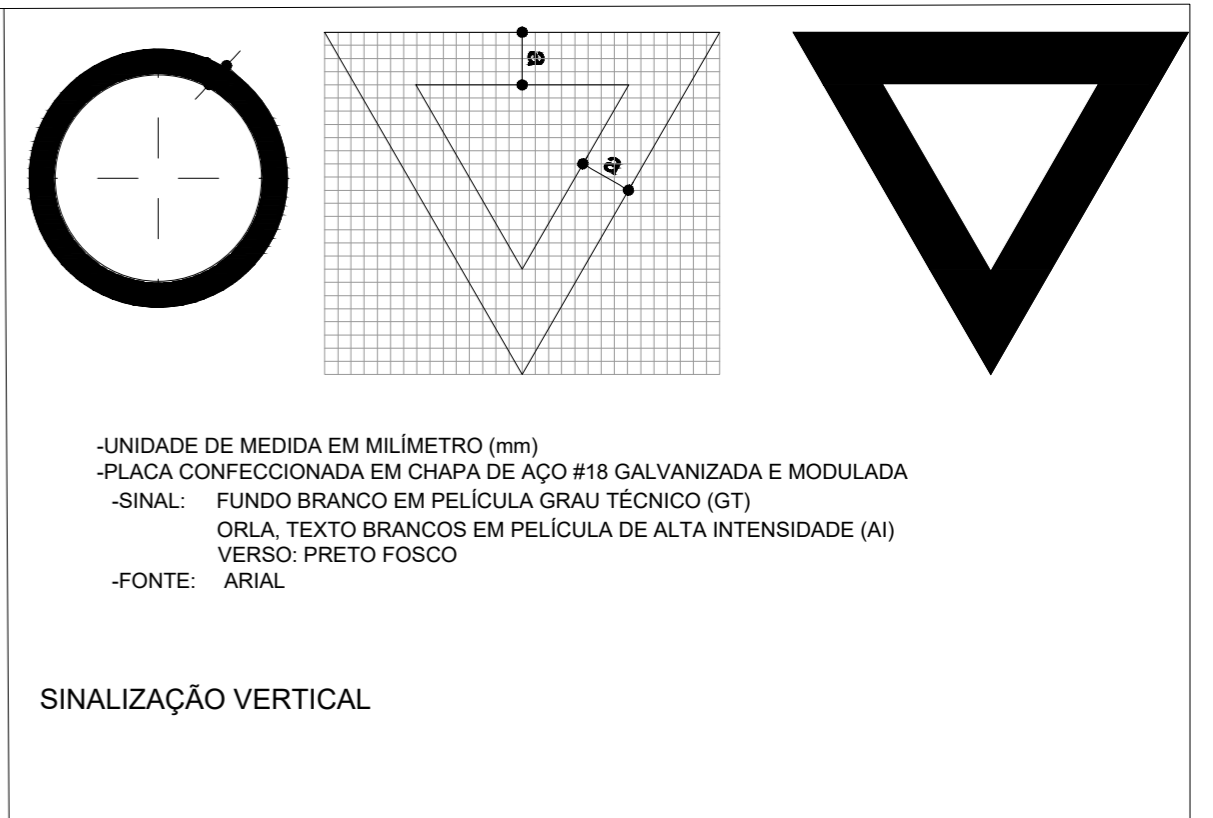 -UNIDADE DE MEDIDA EM MILÍMETRO (mm)
-PLACA CONFECCIONADA EM CHAPA DE AÇO #18 GALVANIZADA E MODULADA
-SINAL: FUNDO BRANCO EM PELÍCULA GRAU TÉCNICO (GT)
ORLA, TEXTO BRANCOS EM PELÍCULA DE ALTA INTENSIDADE (AI)
VERSO: PRETO FOSCO
-FONTE: ARIAL
SINALIZAÇÃO VERTICAL